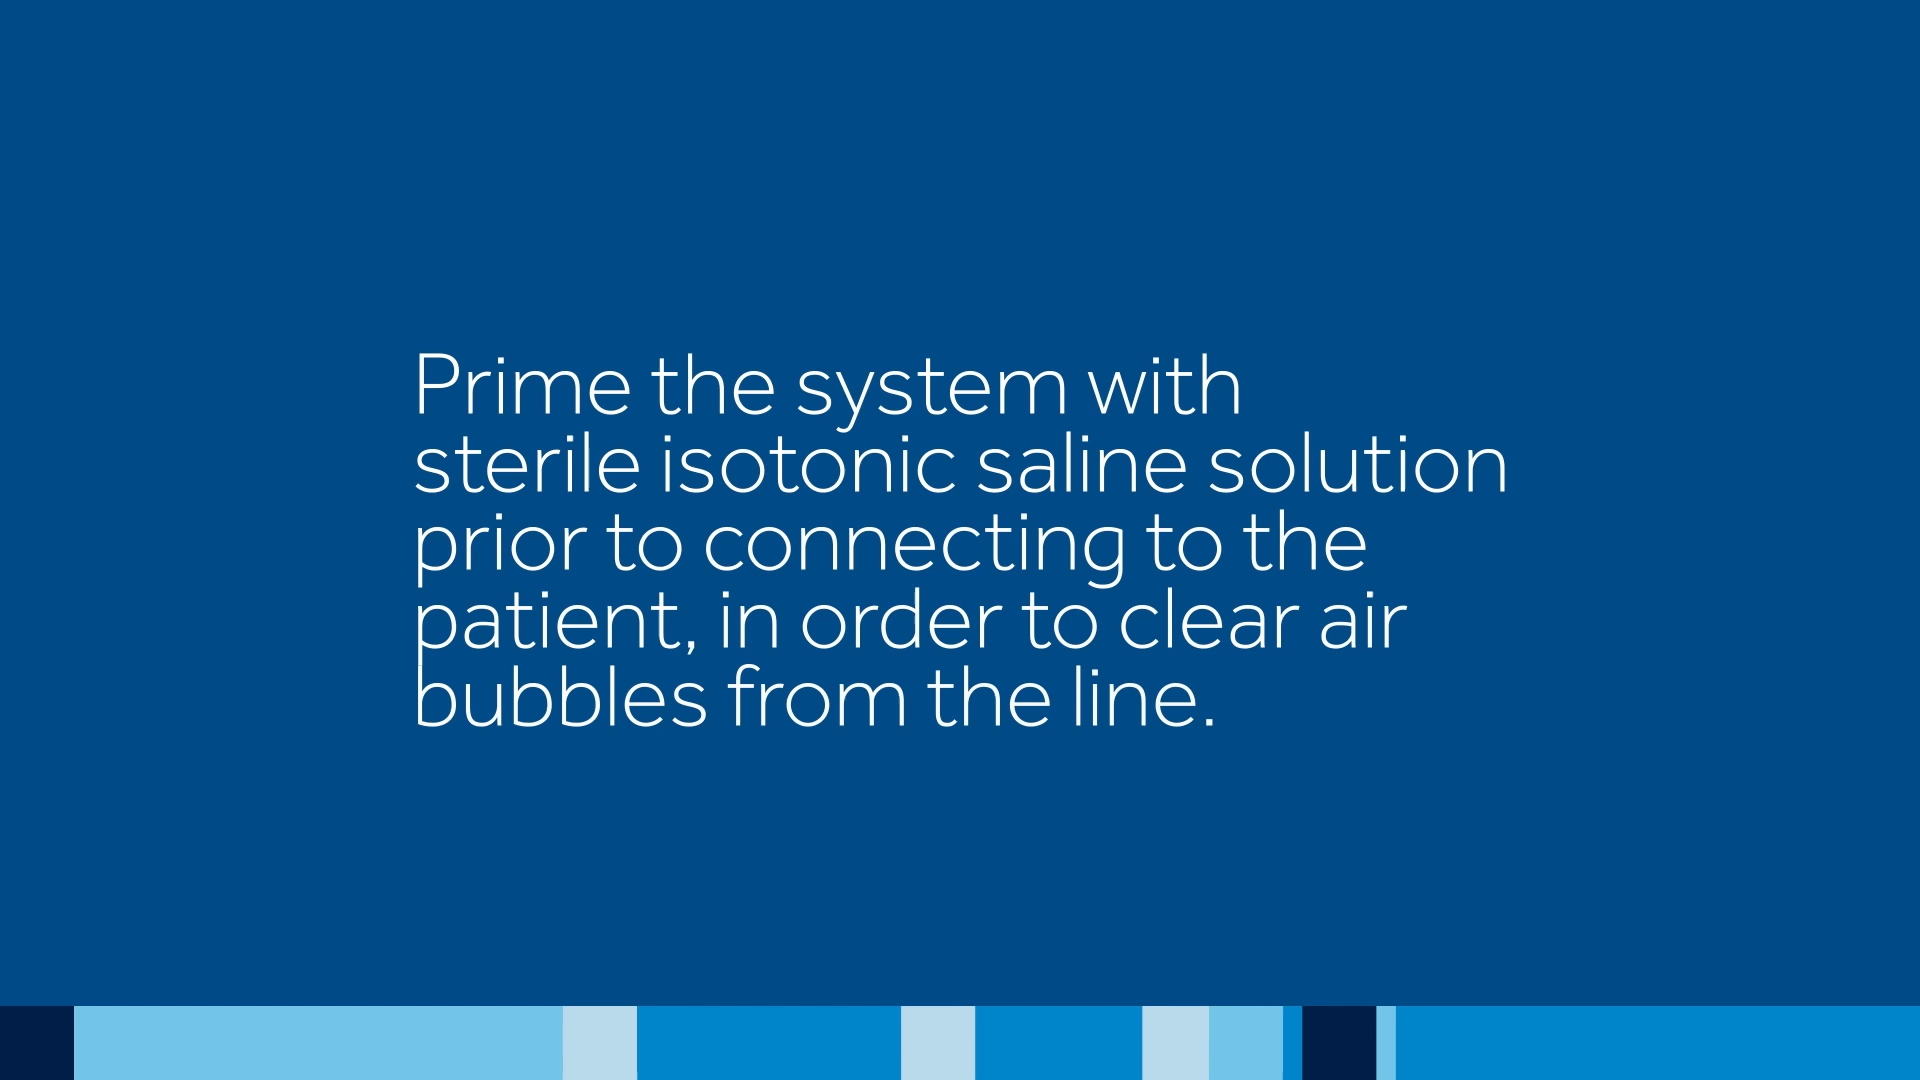 Prime the system with
sterile isotonic saline solution
prior to connecting to the
patient, in order to clear air
bubbles from the line.